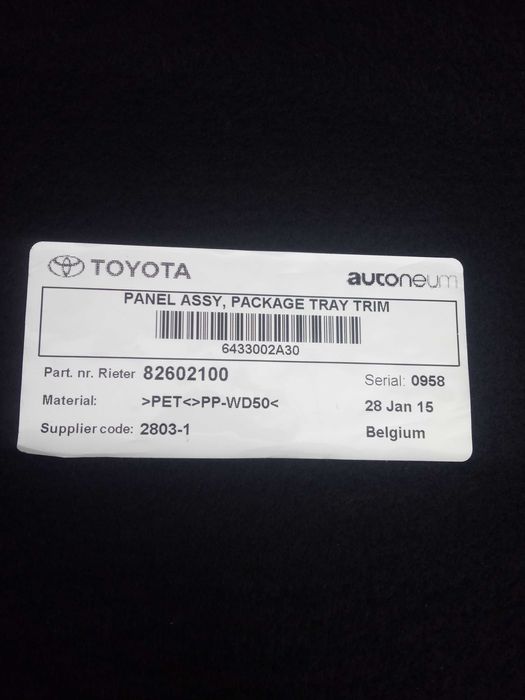 TOYOTA autoneum
PANEL ASSY, PACKAGE TRAY TRIM
6433002A30
Part. nr. Rieter 82602100 Serial: 0958
Material: >PET<>PP-WD50< 28 Jan 15
Supplier code: 2803-1 Belgium